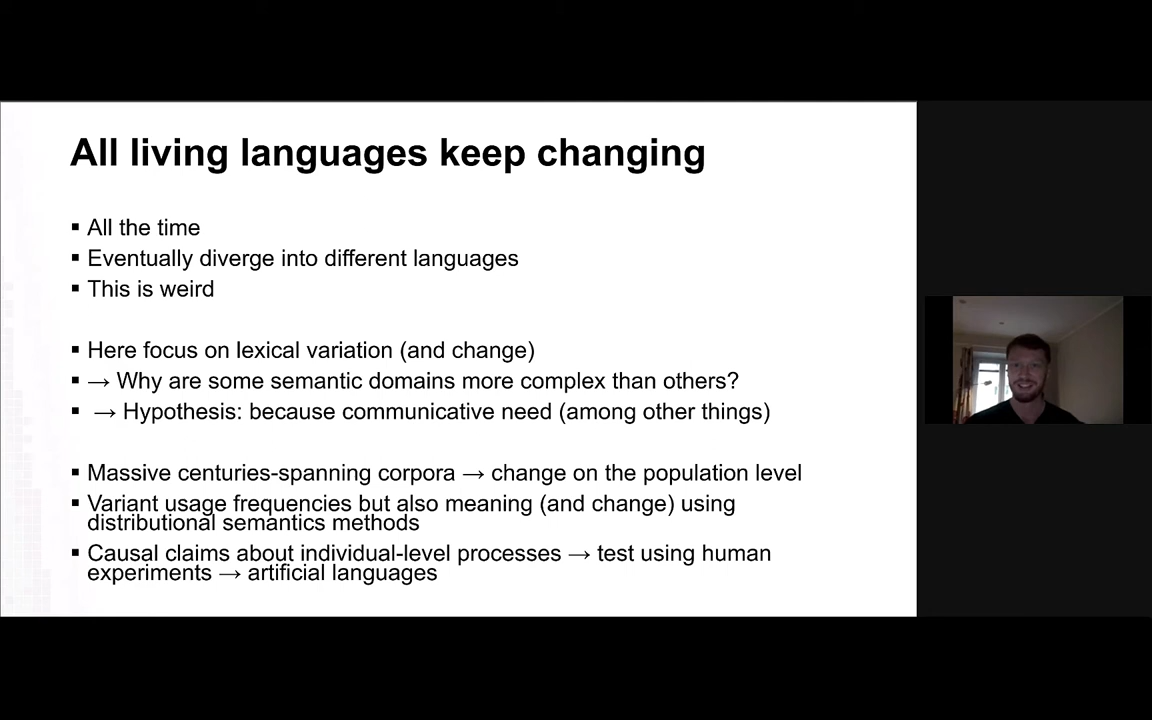 All living languages keep changing
▪ All the time
▪ Eventually diverge into different languages
▪ This is weird
▪ Here focus on lexical variation (and change)
▪ → Why are some semantic domains more complex than others?
▪ → Hypothesis: because communicative need (among other things)
▪ Massive centuries-spanning corpora → change on the population level
▪ Variant usage frequencies but also meaning (and change) using
distributional semantics methods
▪ Causal claims about individual-level processes → test using human
experiments → artificial languages